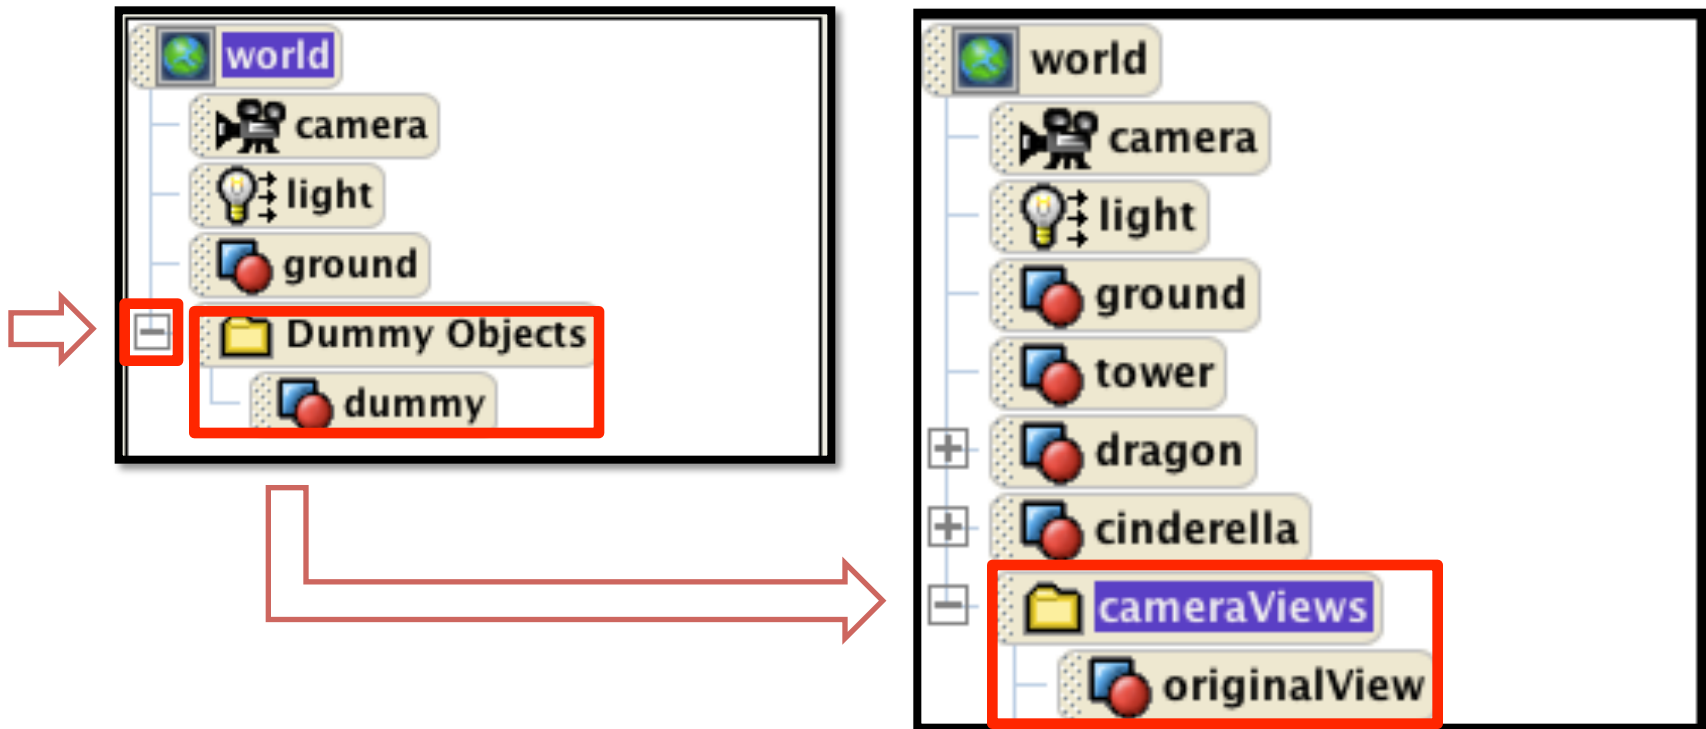 world
camera
light
ground
Dummy Objects
dummy
world
camera
light
ground
tower
dragon
cinderella
cameraViews
originalView